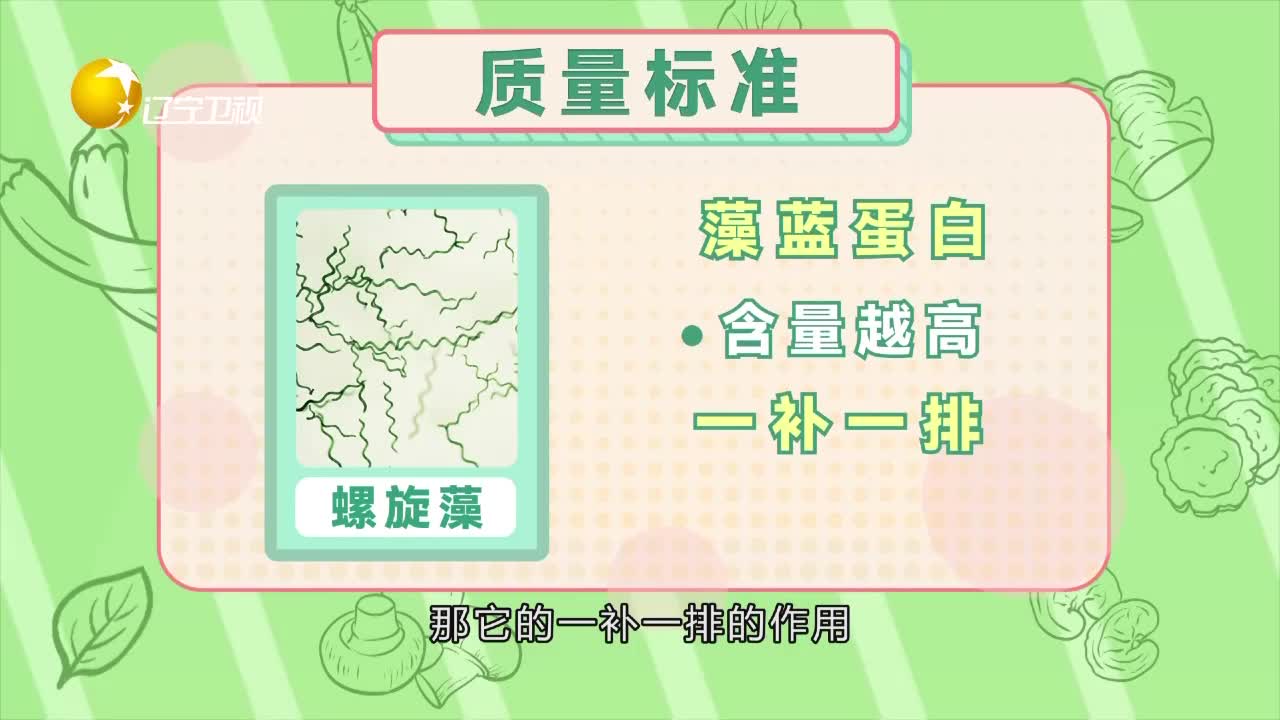 质量标准
辽宁卫视
藻蓝蛋白
•含量越高
一补一排
螺旋藻
那它的一补一排的作用